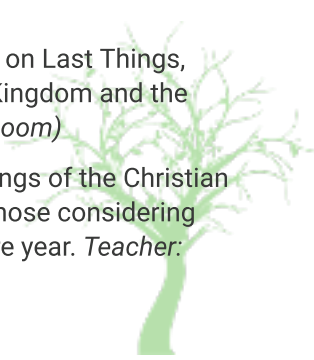 on Last Things,
Kingdom and the
oom)
ngs of the Christian
hose considering
e year. Teacher: